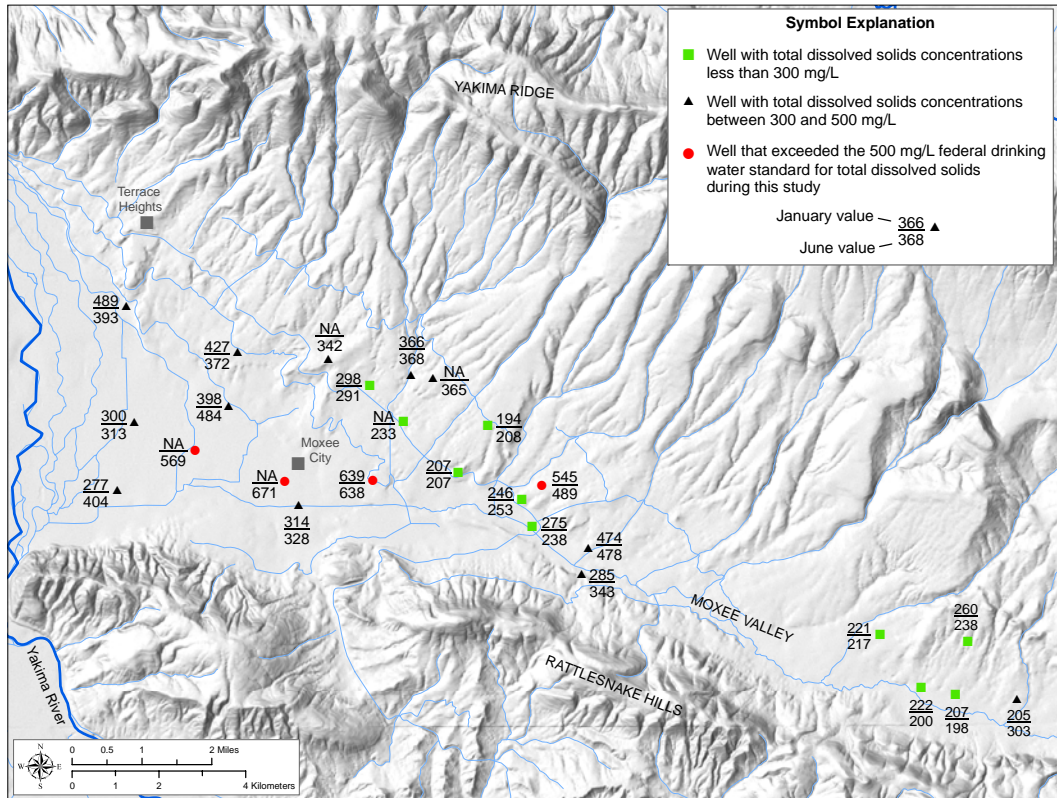 Symbol Explanation
Well with total dissolved solids concentrations
less than 300 mg/L
Well with total dissolved solids concentrations
between 300 and 500 mg/L
Well that exceeded the 500 mg/L federal drinking
water standard for total dissolved solids
during this study
January value
366
368
June value
YAKIMA RIDGE
Terrace
Heights
489
393
427
372
NA
342
366
368
NA
365
298
291
398
484
300
313
NA
233
194
208
NA
569
Moxee
City
277
404
NA
671
639
638
207
207
545
489
246
253
314
328
275
238
474
478
285
343
MOXEE VALLEY
260
238
221
217
RATTLESNAKE HILLS
Yakima River
222
200
207
198
205
303
N
W
E
S
0
0.5
1
2 Miles
0
1
2
4 Kilometers